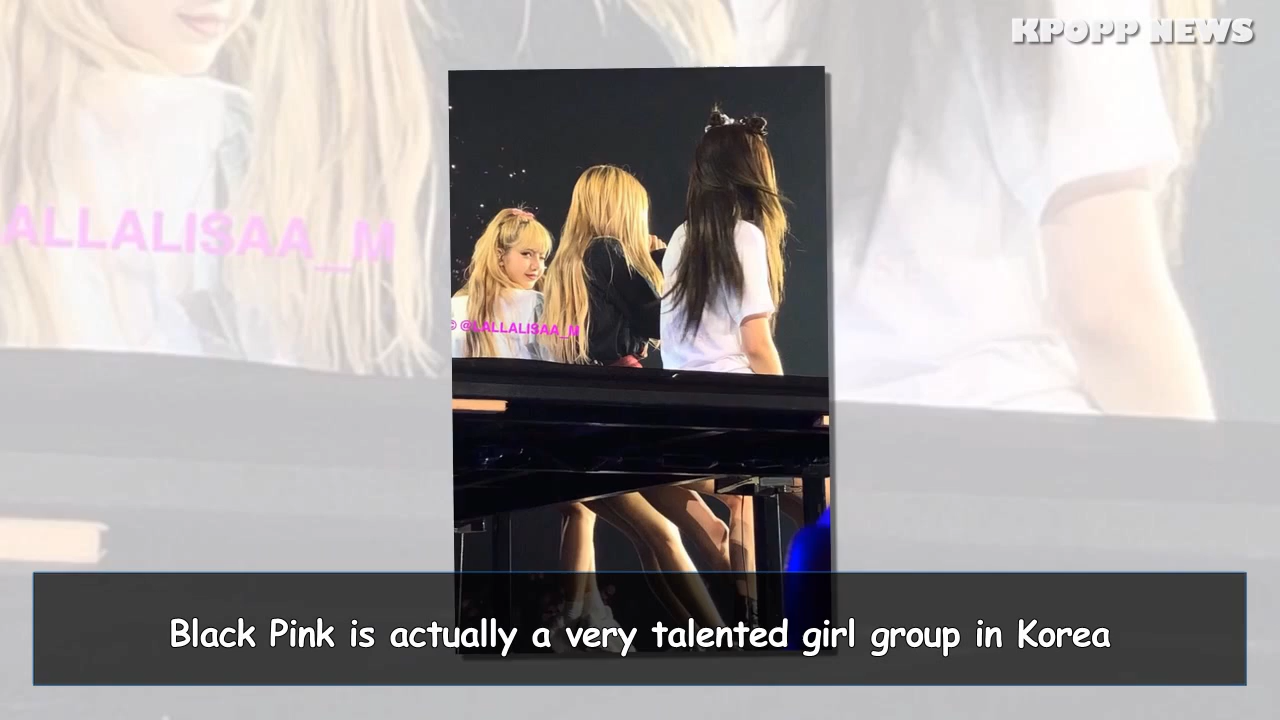 KPOPP NEWS
ALLALISAA_M
© @LALLALISAA_M
Black Pink is actually a very talented girl group in Korea